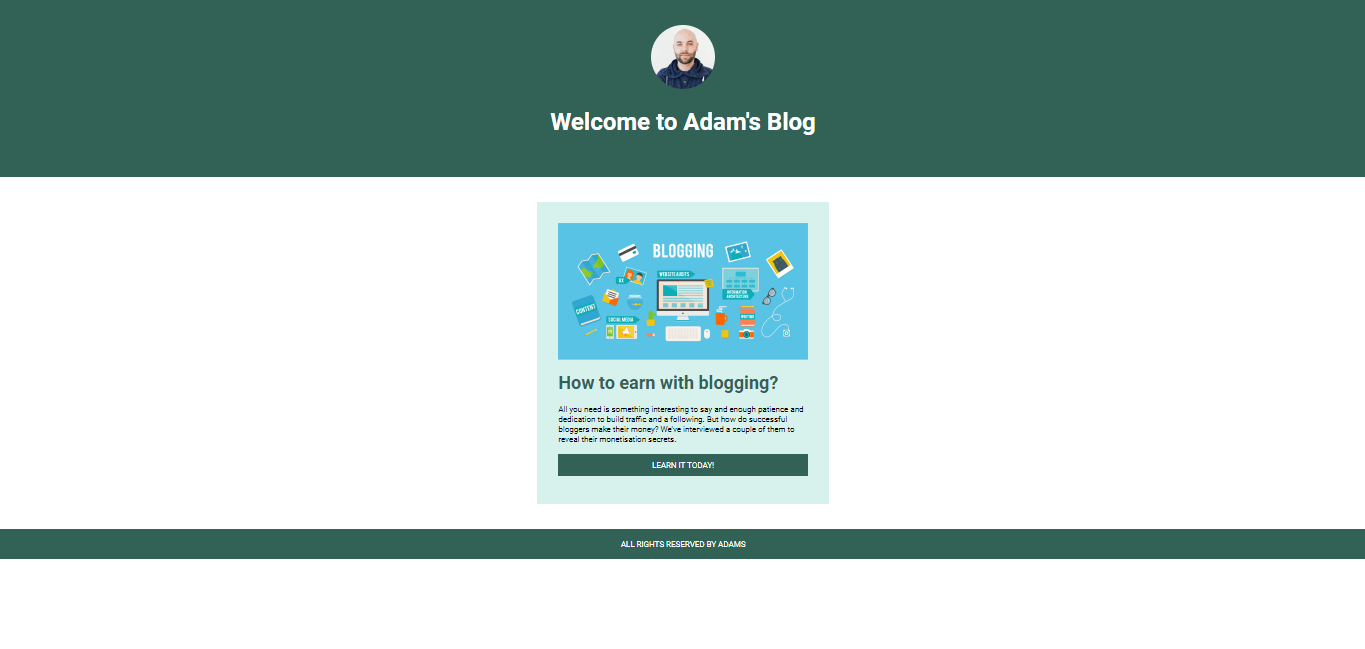 Welcome to Adam's Blog
BLOGGING
WEBSITE AUDITS
UX
INFORMATION
ARCHITECTURE
CONTENT
SOCIAL MEDIA
WRITING
How to earn with blogging?
All you need is something interesting to say and enough patience and
dedication to build traffic and a following. But how do successful
bloggers make their money? We've interviewed a couple of them to
reveal their monetisation secrets.
LEARN IT TODAY!
ALL RIGHTS RESERVED BY ADAMS